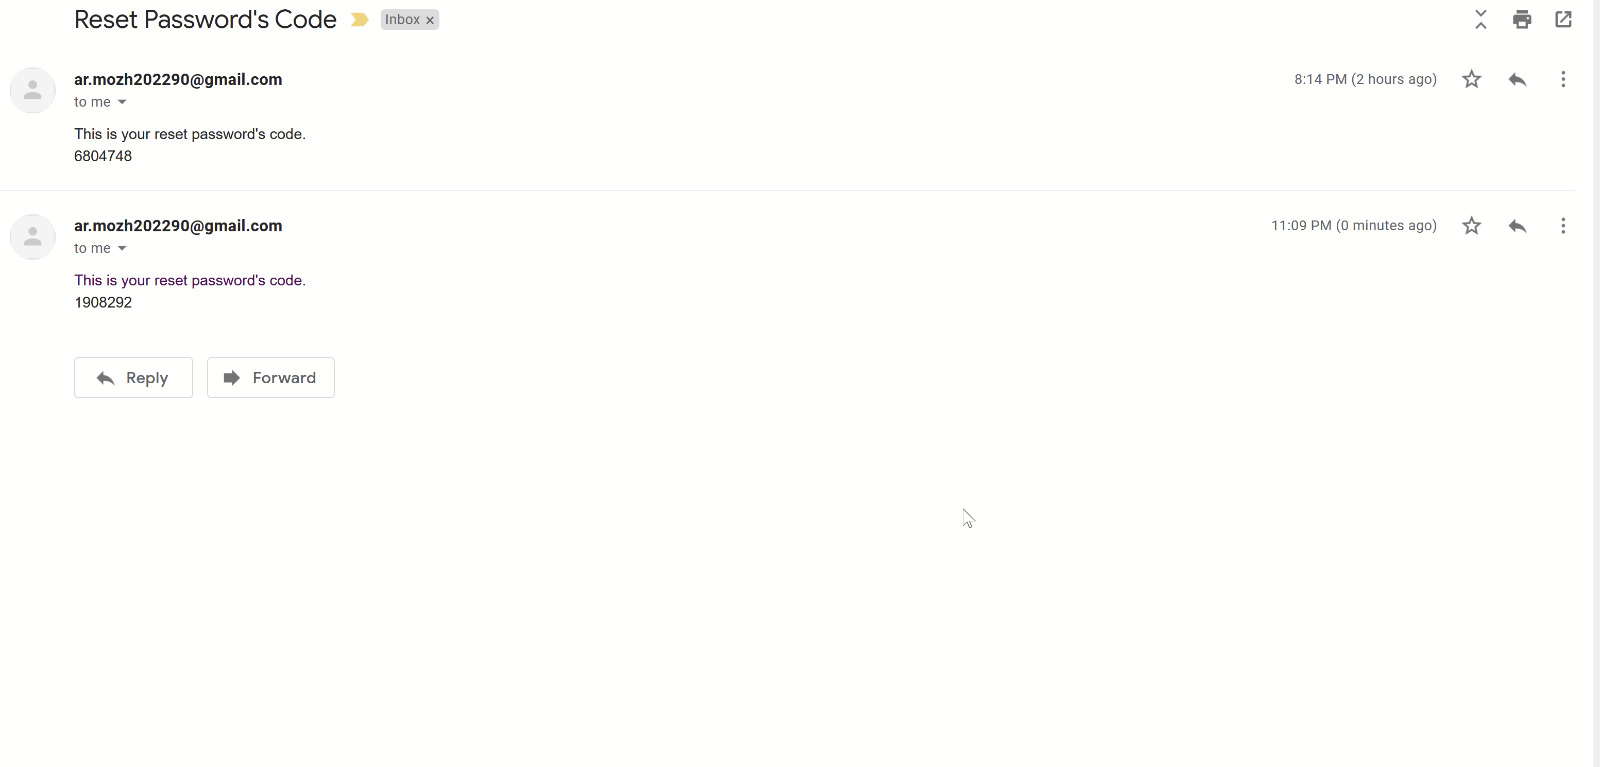 Reset Password's Code Inbox ×
ar.mozh202290@gmail.com 8:14 PM (2 hours ago)
to me
This is your reset password's code.
6804748
ar.mozh202290@gmail.com 11:09 PM (0 minutes ago)
to me
This is your reset password's code.
1908292
Reply Forward